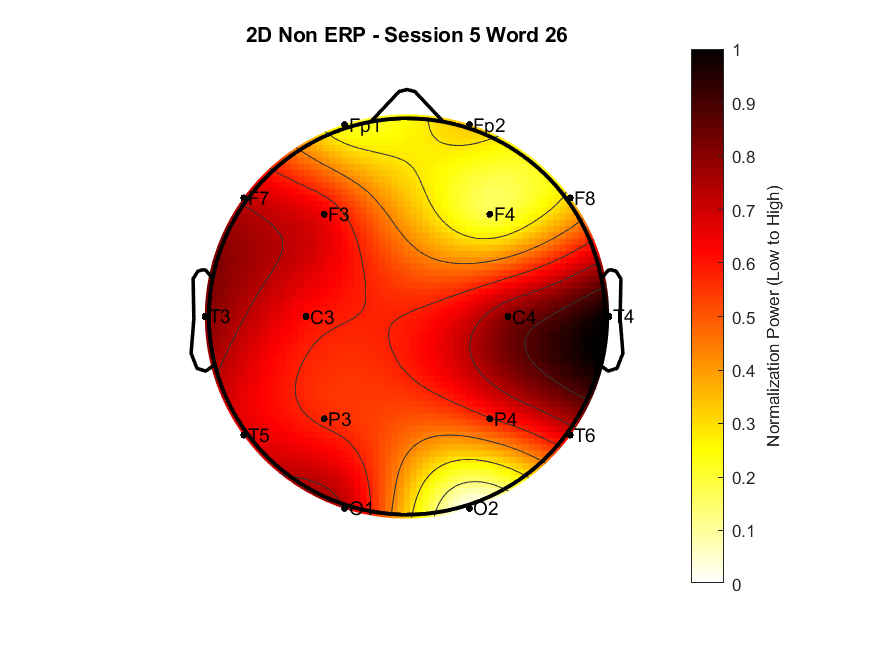 2D Non ERP - Session 5 Word 26
Fp1 Fp2
F7 F3 F4 F8
T3 C3 C4 T4
P3 P4
T5 T6
O1 O2
1
0.9
0.8
0.7
0.6
0.5
0.4
0.3
0.2
0.1
0
Normalization Power (Low to High)